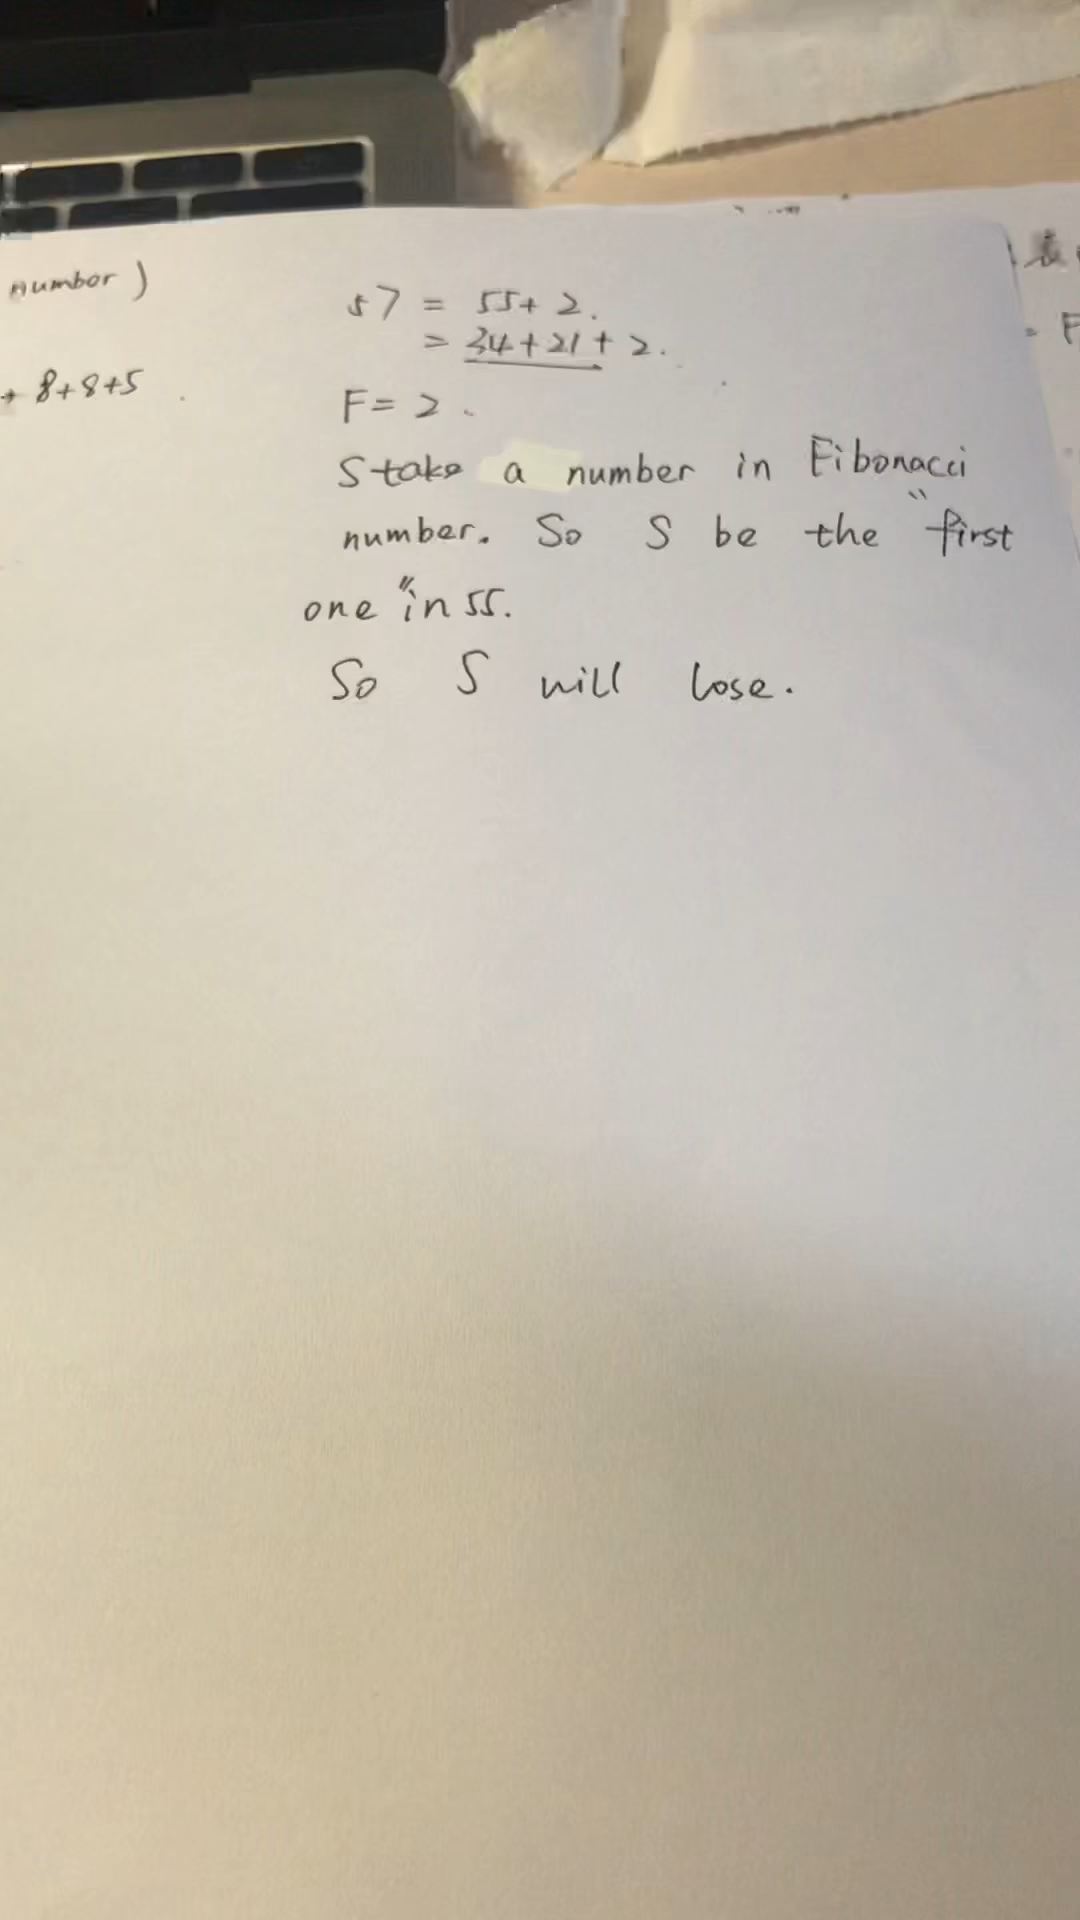 number)
+ 8+8+5
57 = 55+ 2.
= 34+21+ 2.
F= 2.
S take a number in Fibonacci
number. So S be the "first
one" in 55.
So S will lose.
= F